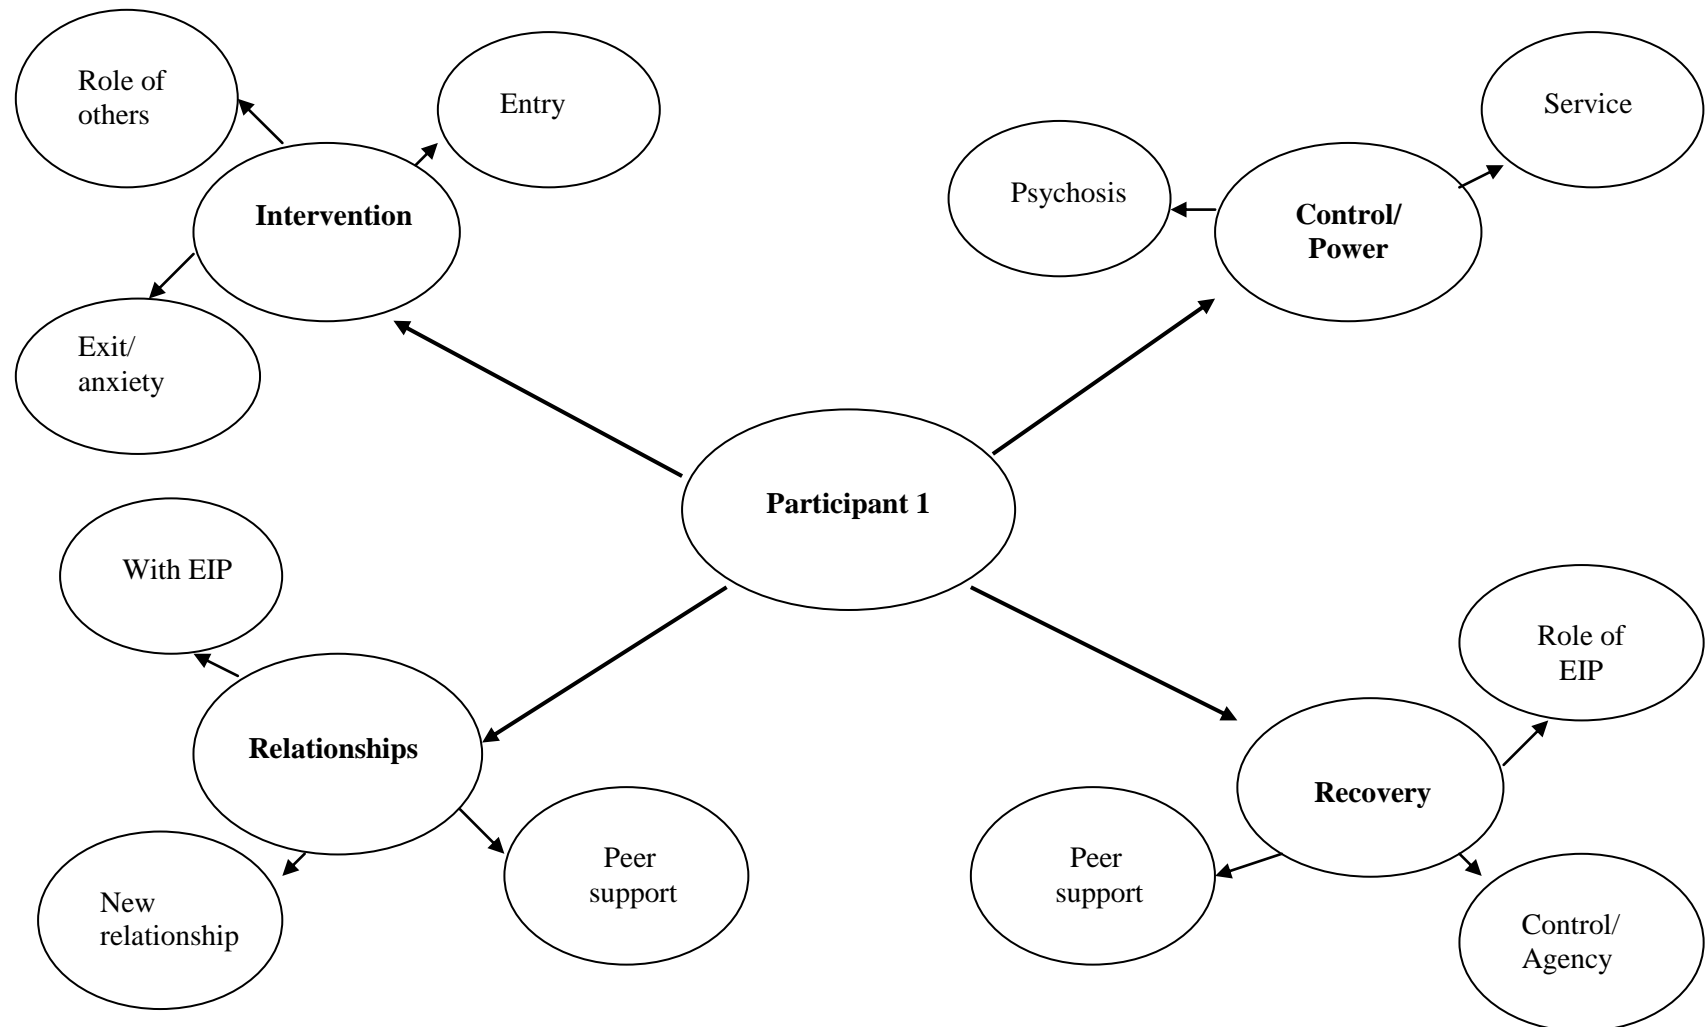 Role of
others
Entry
Service
Intervention
Psychosis
Control/
Power
Exit/
anxiety
Participant 1
With EIP
Role of
EIP
Relationships
Recovery
Peer
support
Peer
support
New
relationship
Control/
Agency